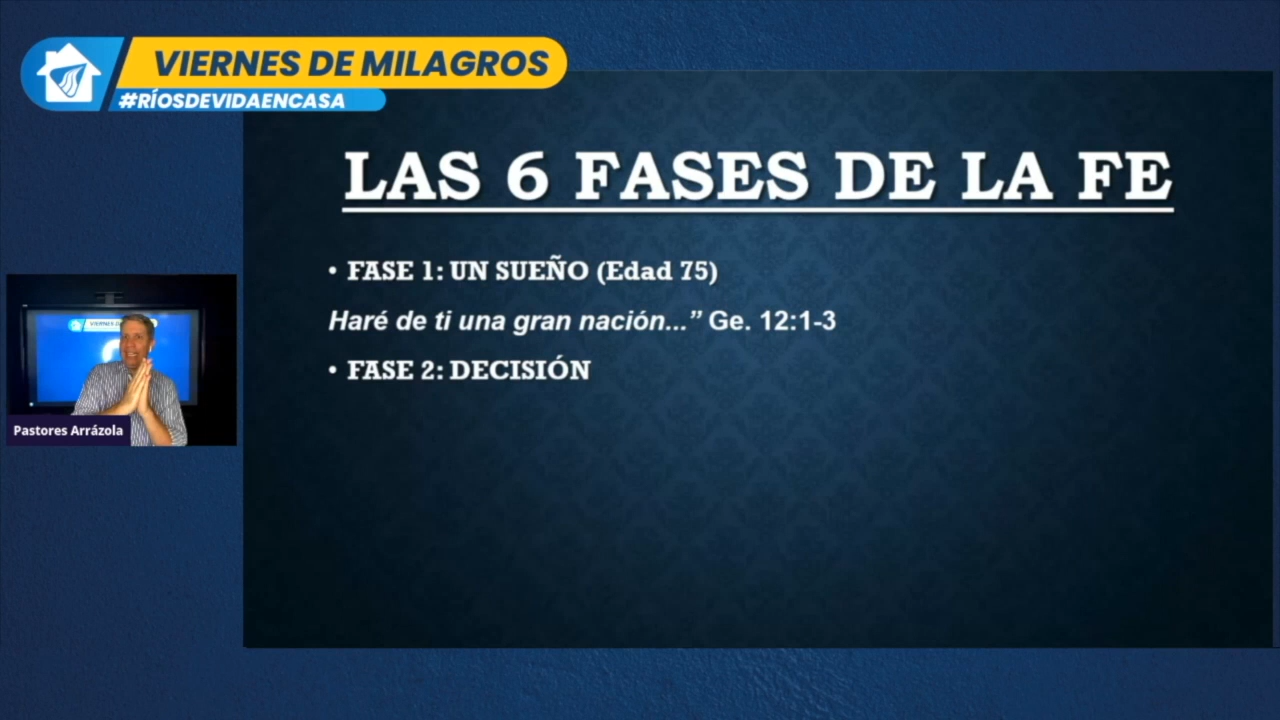 VIERNES DE MILAGROS
#RÍOSDEVIDAENCASA
LAS 6 FASES DE LA FE
• FASE 1: UN SUEÑO (Edad 75)
Haré de ti una gran nación...” Ge. 12:1-3
• FASE 2: DECISIÓN
Pastores Arrázola